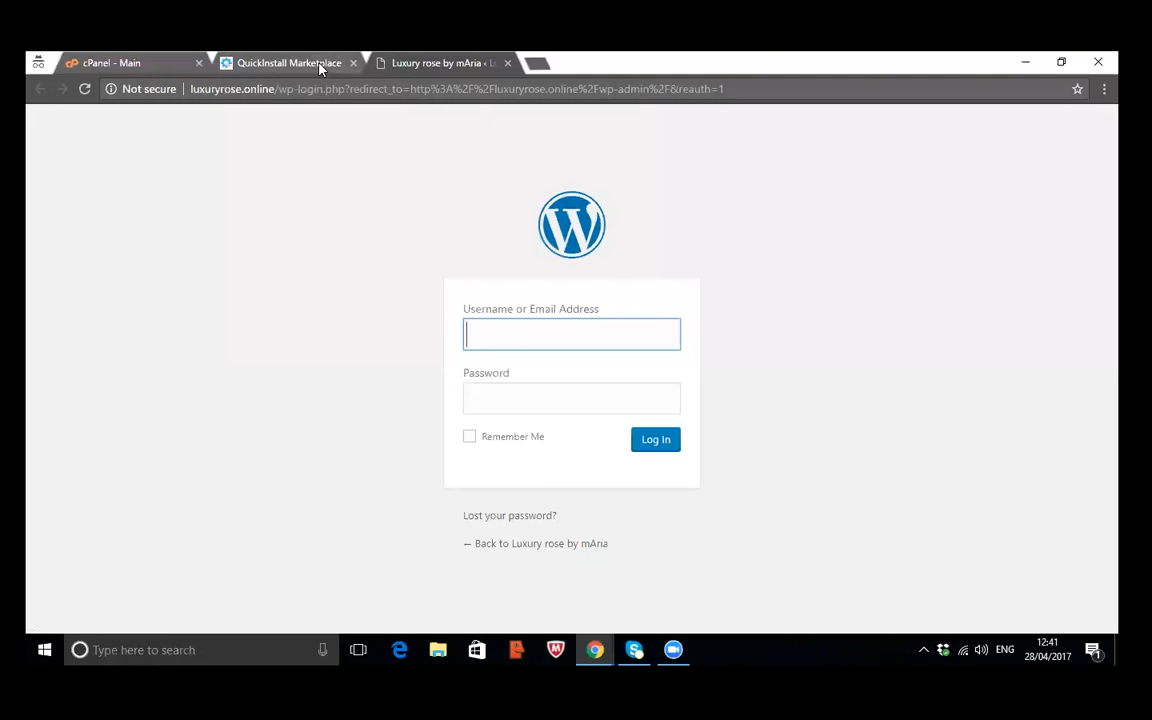 cPanel - Main
QuickInstall Marketplace
Luxury rose by mAria ‹
Not secure
luxuryrose.online/wp-login.php?redirect_to=http%3A%2F%2Fluxuryrose.online%2Fwp-admin%2F&reauth=1
Username or Email Address
Password
Remember Me
Log In
Lost your password?
← Back to Luxury rose by mAria
Type here to search
ENG
12:41
28/04/2017
1